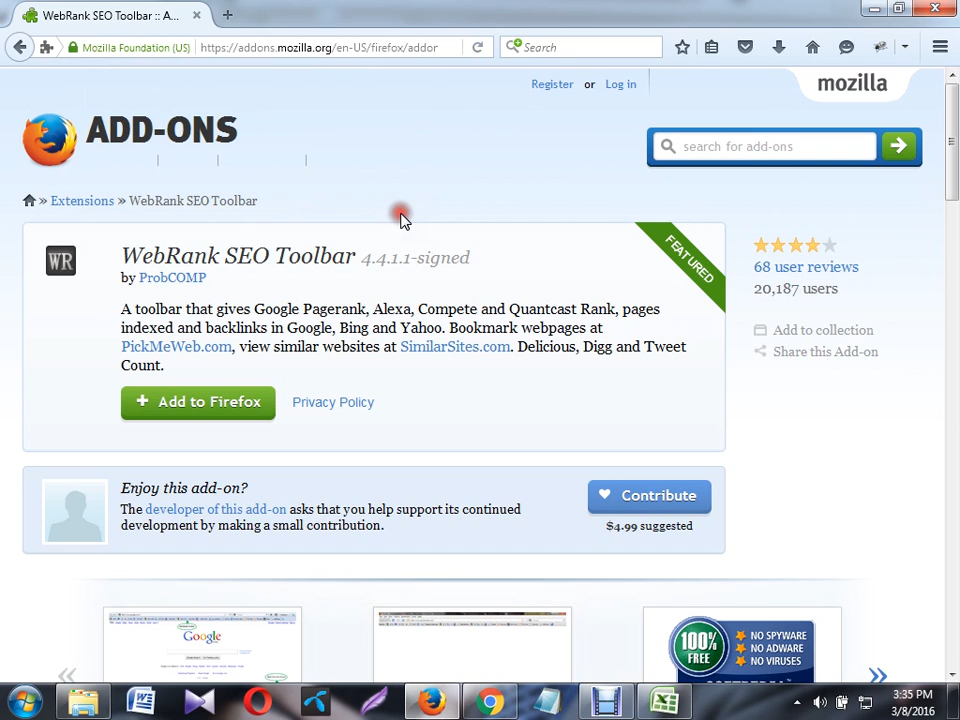 WebRank SEO Toolbar :: A...
Mozilla Foundation (US)
https://addons.mozilla.org/en-US/firefox/addor
Search
Register or Log in
mozilla
ADD-ONS
search for add-ons
» Extensions » WebRank SEO Toolbar
WR
WebRank SEO Toolbar 4.4.1.1-signed
by ProbCOMP
FEATURED
A toolbar that gives Google Pagerank, Alexa, Compete and Quantcast Rank, pages
indexed and backlinks in Google, Bing and Yahoo. Bookmark webpages at
PickMeWeb.com, view similar websites at SimilarSites.com. Delicious, Digg and Tweet
Count.
+ Add to Firefox
Privacy Policy
68 user reviews
20,187 users
Add to collection
Share this Add-on
Enjoy this add-on?
The developer of this add-on asks that you help support its continued
development by making a small contribution.
Contribute
$4.99 suggested
«
Google
100%
FREE
NO SPYWARE
NO ADWARE
NO VIRUSES
»
3:35 PM
3/8/2016